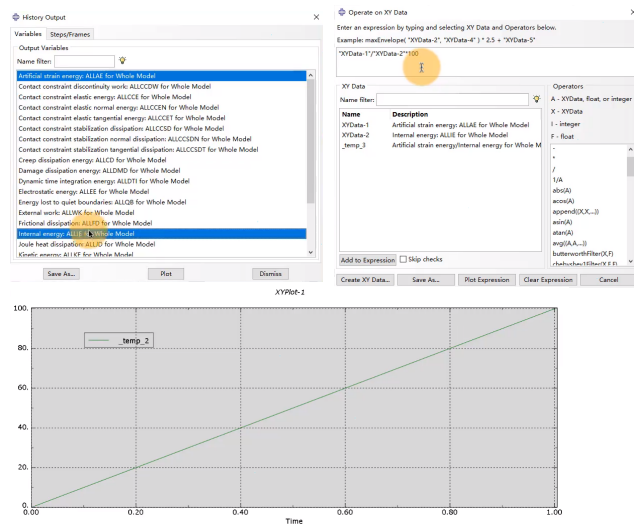 History Output
Variables Steps/Frames
Output Variables
Name filter:
Artificial strain energy: ALLAE for Whole Model
Contact constraint discontinuity work: ALLCCDW for Whole Model
Contact constraint elastic energy: ALLCCE for Whole Model
Contact constraint elastic normal energy: ALLCCEN for Whole Model
Contact constraint elastic tangential energy: ALLCCET for Whole Model
Contact constraint stabilization dissipation: ALLCCSD for Whole Model
Contact constraint stabilization normal dissipation: ALLCCSDN for Whole Model
Contact constraint stabilization tangential dissipation: ALLCCSDT for Whole Model
Creep dissipation energy: ALLCD for Whole Model
Damage dissipation energy: ALLDMD for Whole Model
Dynamic time integration energy: ALLDTI for Whole Model
Electrostatic energy: ALLEE for Whole Model
Energy lost to quiet boundaries: ALLQB for Whole Model
External work: ALLWK for Whole Model
Frictional dissipation: ALLFD for Whole Model
Internal energy: ALLIE for Whole Model
Joule heat dissipation: ALLJD for Whole Model
Kinetic energy: ALLKE for Whole Model
Save As... Plot Dismiss
Operate on XY Data
Enter an expression by typing and selecting XY Data and Operators below.
Example: maxEnvelope( "XYData-2", "XYData-4" ) * 2.5 + "XYData-5"
"XYData-1"/"XYData-2"*100
XY Data
Name filter:
Name Description
XYData-1 Artificial strain energy: ALLAE for Whole Model
XYData-2 Internal energy: ALLIE for Whole Model
_temp_3 Artificial strain energy/Internal energy for Whole M
Add to Expression Skip checks
Operators
A - XYData, float, or integer
X - XYData
I - integer
F - float
-
*
/
1/A
abs(A)
acos(A)
append((X,X,...))
asin(A)
atan(A)
avg((A,A,...))
butterworthFilter(X,F)
chebyshev1Filter(X,F,F)
Create XY Data... Save As... Plot Expression Clear Expression Cancel
XYPlot-1
_temp_2
100.
80.
60.
40.
20.
0.
0.00 0.20 0.40 0.60 0.80 1.00
Time